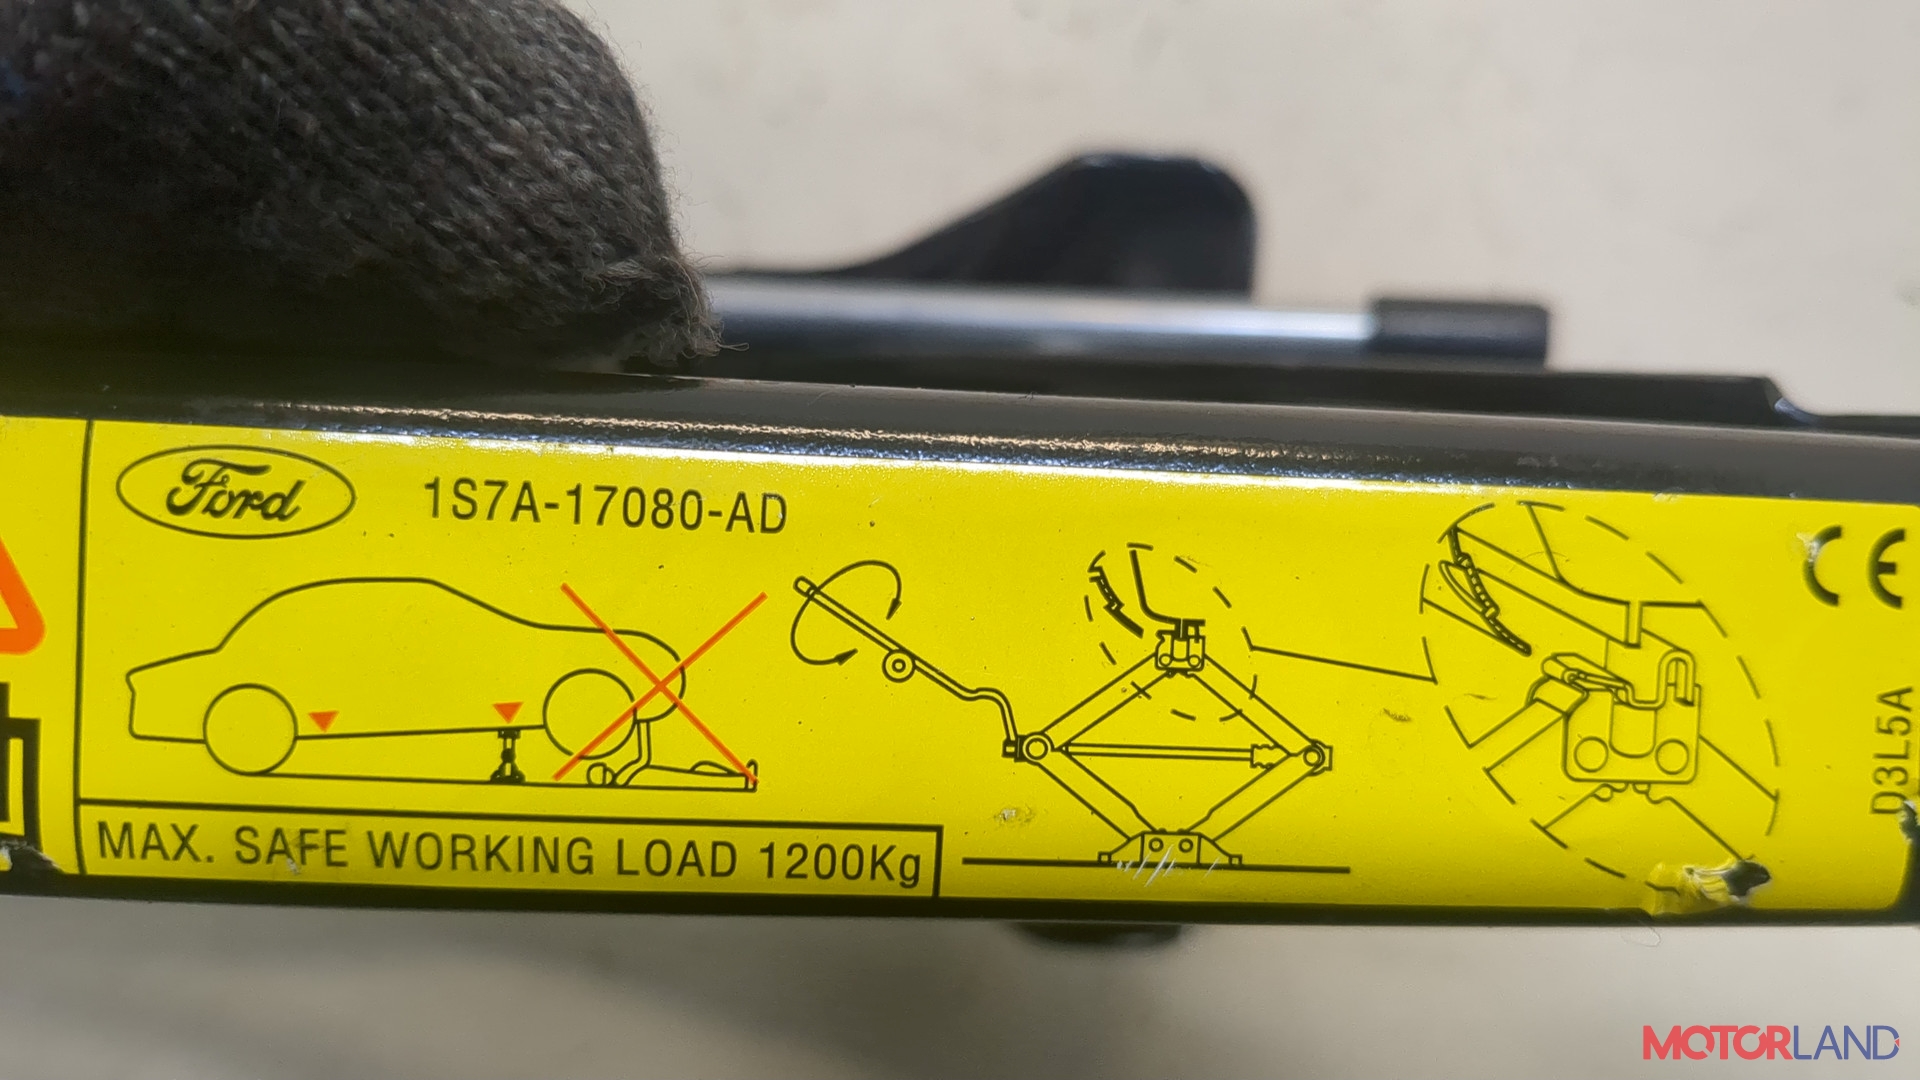 Ford
1S7A-17080-AD
MAX. SAFE WORKING LOAD 1200Kg
CE
D3L5A
MOTORLAND